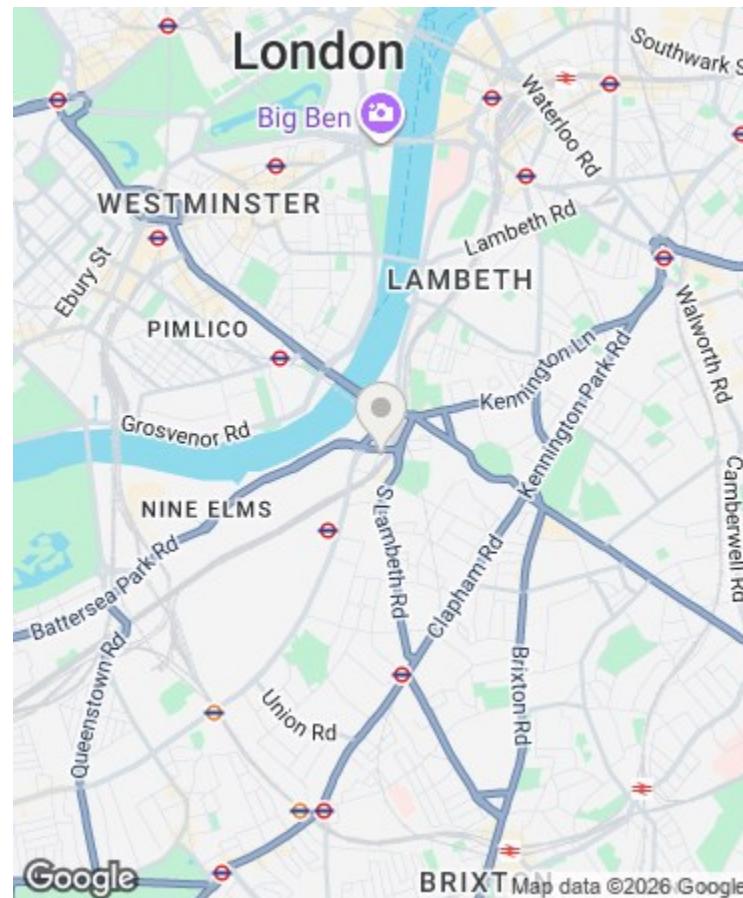 London
Southwark S
Big Ben
Waterloo Rd
WESTMINSTER
Lambeth Rd
LAMBETH
Ebury St
PIMLICO
Walworth Rd
Kennington Ln
Kennington Park Rd
Grosvenor Rd
Camberwell Rd
NINE ELMS
S Lambeth Rd
Clapham Rd
Battersea Park Rd
Brixton Rd
Queenstown Rd
Union Rd
Google
BRIXT
Map data ©2026 Google